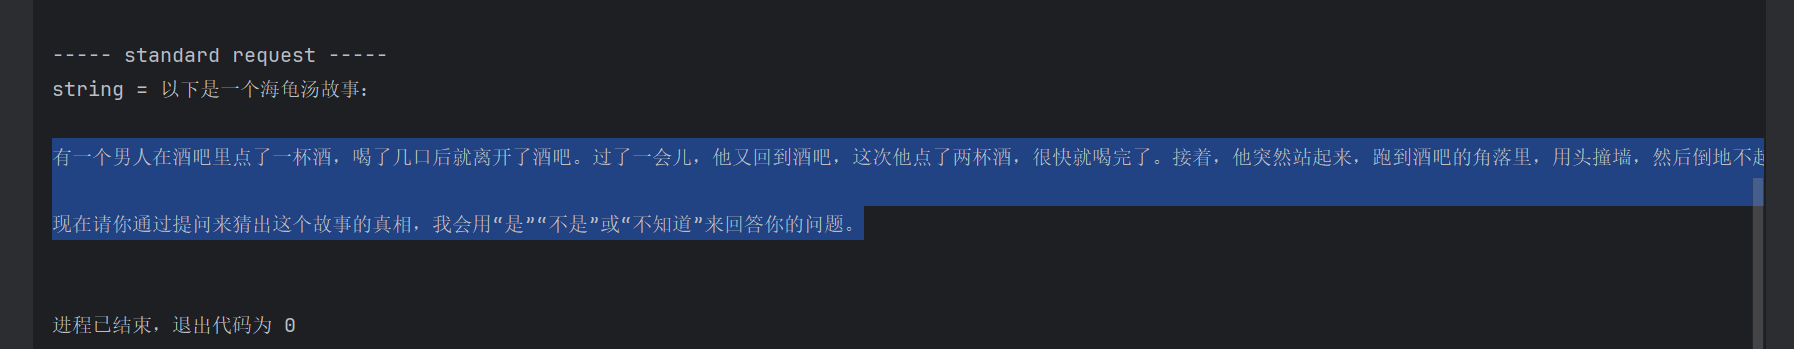 ----- standard request -----
string = 以下是一个海龟汤故事：
有一个男人在酒吧里点了一杯酒，喝了几口后就离开了酒吧。过了一会儿，他又回到酒吧，这次他点了两杯酒，很快就喝完了。接着，他突然站起来，跑到酒吧的角落里，用头撞墙，然后倒地不起
现在请你通过提问来猜出这个故事的真相，我会用“是”“不是”或“不知道”来回答你的问题。
进程已结束，退出代码为 0